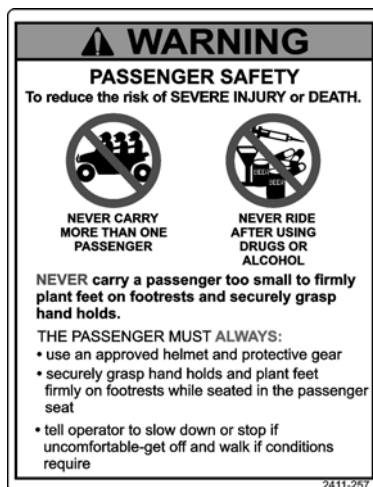 WARNING
PASSENGER SAFETY
To reduce the risk of SEVERE INJURY or DEATH.
BEER
BEER
NEVER CARRY
MORE THAN ONE
PASSENGER
NEVER RIDE
AFTER USING
DRUGS OR
ALCOHOL
NEVER carry a passenger too small to firmly
plant feet on footrests and securely grasp
hand holds.
THE PASSENGER MUST ALWAYS:
• use an approved helmet and protective gear
• securely grasp hand holds and plant feet
firmly on footrests while seated in the passenger
seat
• tell operator to slow down or stop if
uncomfortable-get off and walk if conditions
require
2411-257